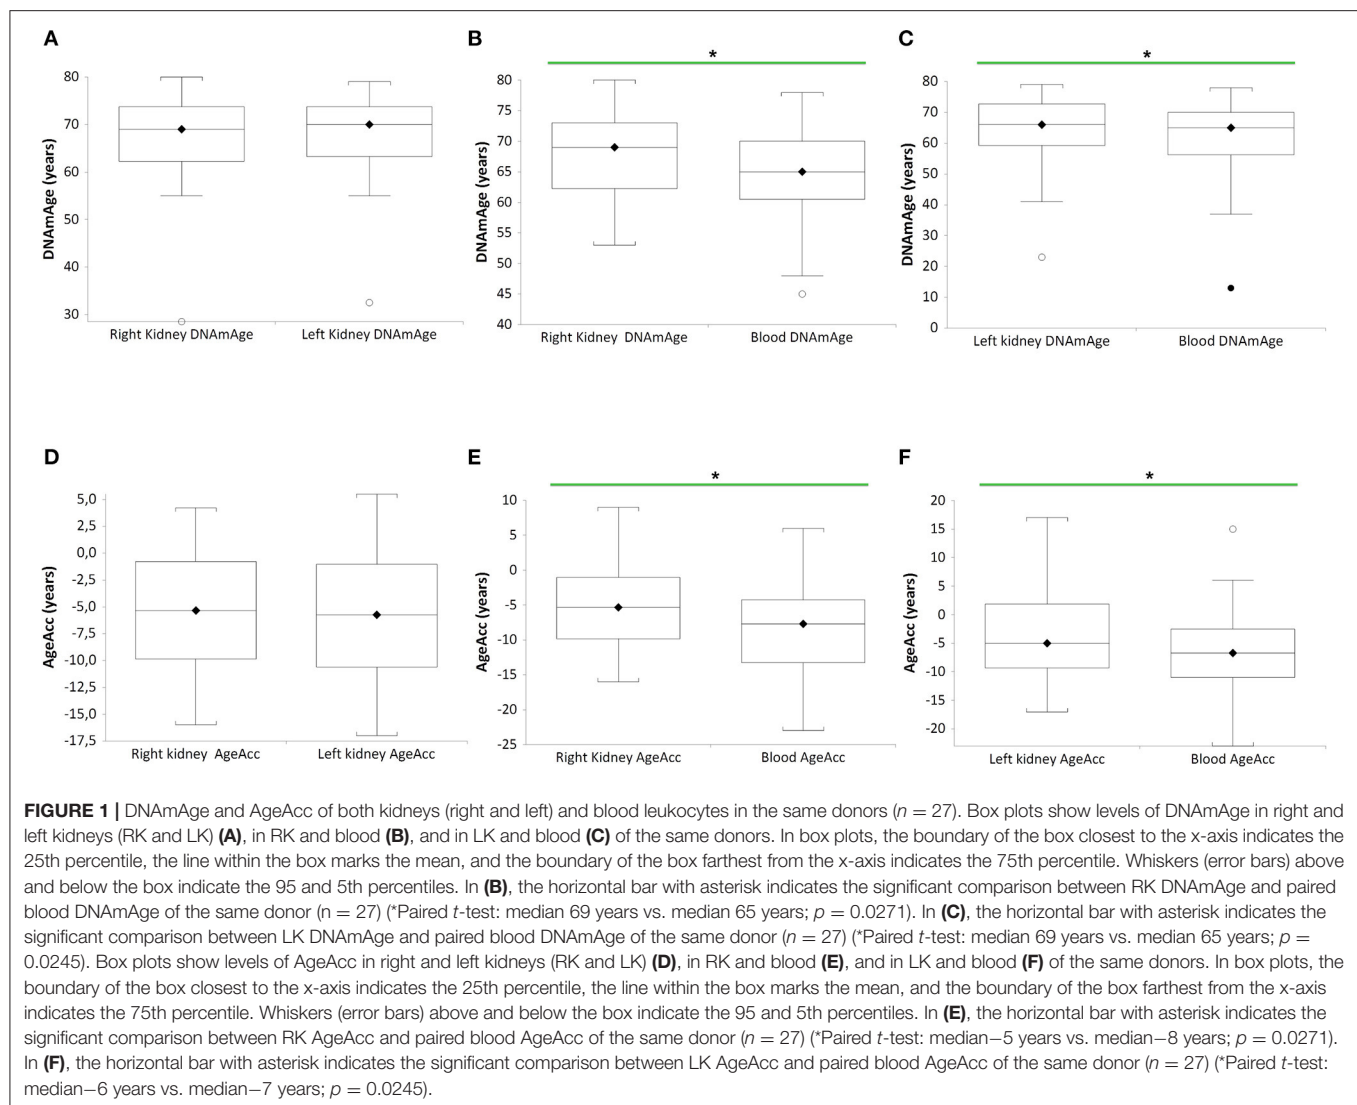 A
DNAmAge (years)
80
70
60
50
40
30
Right Kidney DNAmAge
Left Kidney DNAmAge
B
*
DNAmAge (years)
80
75
70
65
60
55
50
45
40
Right Kidney DNAmAge
Blood DNAmAge
C
*
DNAmAge (years)
80
70
60
50
40
30
20
10
0
Left kidney DNAmAge
Blood DNAmAge
D
AgeAcc (years)
5,0
2,5
0,0
-2,5
-5,0
-7,5
-10,0
-12,5
-15,0
-17,5
Right kidney AgeAcc
Left kidney AgeAcc
E
*
AgeAcc (years)
10
5
0
-5
-10
-15
-20
-25
Right Kidney AgeAcc
Blood AgeAcc
F
*
AgeAcc (years)
20
15
10
5
0
-5
-10
-15
-20
Left kidney AgeAcc
Blood AgeAcc
FIGURE 1 | DNAmAge and AgeAcc of both kidneys (right and left) and blood leukocytes in the same donors (n = 27). Box plots show levels of DNAmAge in right and
left kidneys (RK and LK) (A), in RK and blood (B), and in LK and blood (C) of the same donors. In box plots, the boundary of the box closest to the x-axis indicates the
25th percentile, the line within the box marks the mean, and the boundary of the box farthest from the x-axis indicates the 75th percentile. Whiskers (error bars) above
and below the box indicate the 95 and 5th percentiles. In (B), the horizontal bar with asterisk indicates the significant comparison between RK DNAmAge and paired
blood DNAmAge of the same donor (n = 27) (*Paired t-test: median 69 years vs. median 65 years; p = 0.0271). In (C), the horizontal bar with asterisk indicates the
significant comparison between LK DNAmAge and paired blood DNAmAge of the same donor (n = 27) (*Paired t-test: median 69 years vs. median 65 years; p =
0.0245). Box plots show levels of AgeAcc in right and left kidneys (RK and LK) (D), in RK and blood (E), and in LK and blood (F) of the same donors. In box plots, the
boundary of the box closest to the x-axis indicates the 25th percentile, the line within the box marks the mean, and the boundary of the box farthest from the x-axis
indicates the 75th percentile. Whiskers (error bars) above and below the box indicate the 95 and 5th percentiles. In (E), the horizontal bar with asterisk indicates the
significant comparison between RK AgeAcc and paired blood AgeAcc of the same donor (n = 27) (*Paired t-test: median−5 years vs. median−8 years; p = 0.0271).
In (F), the horizontal bar with asterisk indicates the significant comparison between LK AgeAcc and paired blood AgeAcc of the same donor (n = 27) (*Paired t-test:
median−6 years vs. median−7 years; p = 0.0245).